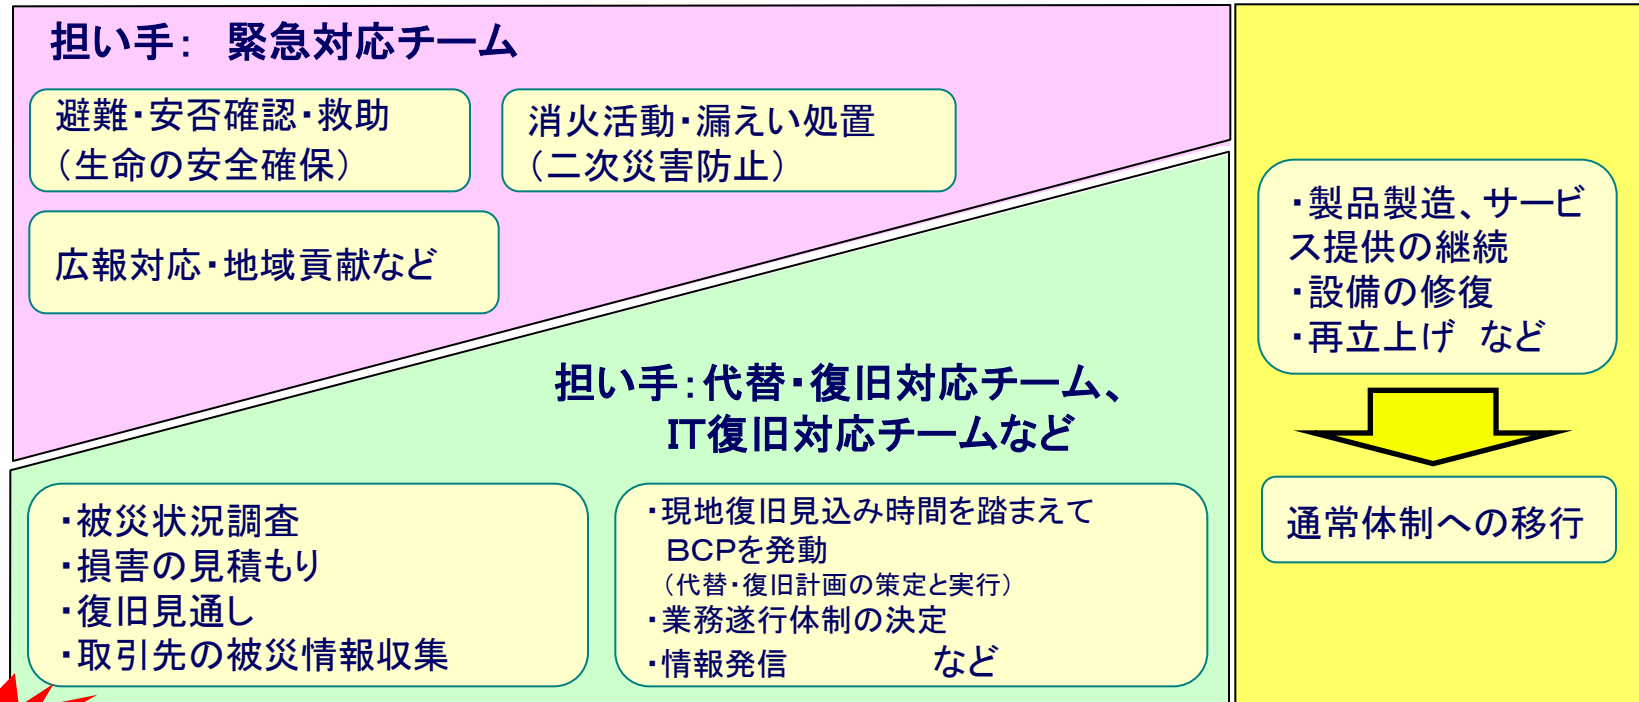 担い手： 緊急対応チーム
避難・安否確認・救助
（生命の安全確保）
消火活動・漏えい処置
（二次災害防止）
広報対応・地域貢献など
担い手：代替・復旧対応チーム、
IT復旧対応チームなど
・被災状況調査
・損害の見積もり
・復旧見通し
・取引先の被災情報収集
・現地復旧見込み時間を踏まえて
ＢＣＰを発動
（代替・復旧計画の策定と実行）
・業務遂行体制の決定
・情報発信 など
・製品製造、サービ
ス提供の継続
・設備の修復
・再立上げ など
通常体制への移行